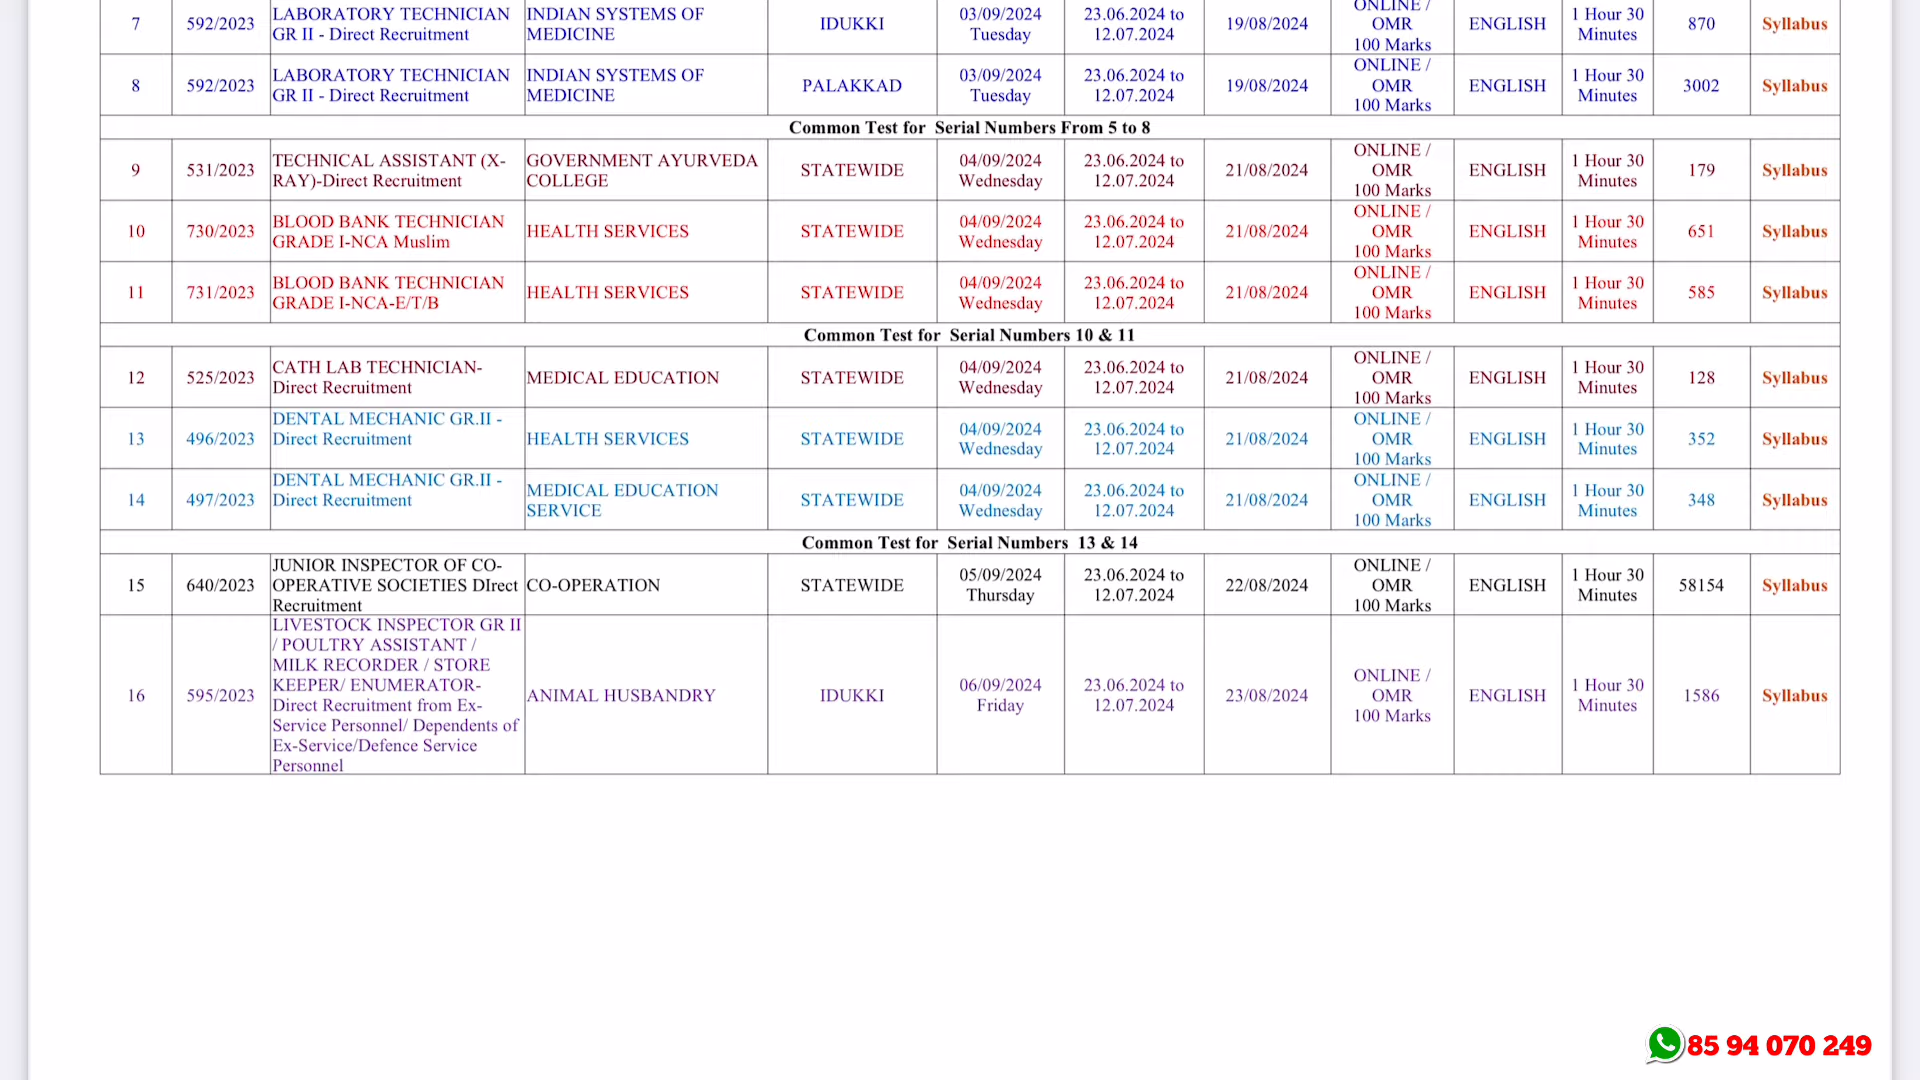 7 592/2023 LABORATORY TECHNICIAN GR II - Direct Recruitment INDIAN SYSTEMS OF MEDICINE IDUKKI 03/09/2024 Tuesday 23.06.2024 to 12.07.2024 19/08/2024 ONLINE / OMR 100 Marks ENGLISH 1 Hour 30 Minutes 870 Syllabus
8 592/2023 LABORATORY TECHNICIAN GR II - Direct Recruitment INDIAN SYSTEMS OF MEDICINE PALAKKAD 03/09/2024 Tuesday 23.06.2024 to 12.07.2024 19/08/2024 ONLINE / OMR 100 Marks ENGLISH 1 Hour 30 Minutes 3002 Syllabus
Common Test for Serial Numbers From 5 to 8
9 531/2023 TECHNICAL ASSISTANT (X-RAY)-Direct Recruitment GOVERNMENT AYURVEDA COLLEGE STATEWIDE 04/09/2024 Wednesday 23.06.2024 to 12.07.2024 21/08/2024 ONLINE / OMR 100 Marks ENGLISH 1 Hour 30 Minutes 179 Syllabus
10 730/2023 BLOOD BANK TECHNICIAN GRADE I-NCA Muslim HEALTH SERVICES STATEWIDE 04/09/2024 Wednesday 23.06.2024 to 12.07.2024 21/08/2024 ONLINE / OMR 100 Marks ENGLISH 1 Hour 30 Minutes 651 Syllabus
11 731/2023 BLOOD BANK TECHNICIAN GRADE I-NCA-E/T/B HEALTH SERVICES STATEWIDE 04/09/2024 Wednesday 23.06.2024 to 12.07.2024 21/08/2024 ONLINE / OMR 100 Marks ENGLISH 1 Hour 30 Minutes 585 Syllabus
Common Test for Serial Numbers 10 & 11
12 525/2023 CATH LAB TECHNICIAN-Direct Recruitment MEDICAL EDUCATION STATEWIDE 04/09/2024 Wednesday 23.06.2024 to 12.07.2024 21/08/2024 ONLINE / OMR 100 Marks ENGLISH 1 Hour 30 Minutes 128 Syllabus
13 496/2023 DENTAL MECHANIC GR.II - Direct Recruitment HEALTH SERVICES STATEWIDE 04/09/2024 Wednesday 23.06.2024 to 12.07.2024 21/08/2024 ONLINE / OMR 100 Marks ENGLISH 1 Hour 30 Minutes 352 Syllabus
14 497/2023 DENTAL MECHANIC GR.II - Direct Recruitment MEDICAL EDUCATION SERVICE STATEWIDE 04/09/2024 Wednesday 23.06.2024 to 12.07.2024 21/08/2024 ONLINE / OMR 100 Marks ENGLISH 1 Hour 30 Minutes 348 Syllabus
Common Test for Serial Numbers 13 & 14
15 640/2023 JUNIOR INSPECTOR OF CO-OPERATIVE SOCIETIES DIrect Recruitment CO-OPERATION STATEWIDE 05/09/2024 Thursday 23.06.2024 to 12.07.2024 22/08/2024 ONLINE / OMR 100 Marks ENGLISH 1 Hour 30 Minutes 58154 Syllabus
16 595/2023 LIVESTOCK INSPECTOR GR II / POULTRY ASSISTANT / MILK RECORDER / STORE KEEPER/ ENUMERATOR-Direct Recruitment from Ex-Service Personnel/ Dependents of Ex-Service/Defence Service Personnel ANIMAL HUSBANDRY IDUKKI 06/09/2024 Friday 23.06.2024 to 12.07.2024 23/08/2024 ONLINE / OMR 100 Marks ENGLISH 1 Hour 30 Minutes 1586 Syllabus
85 94 070 249